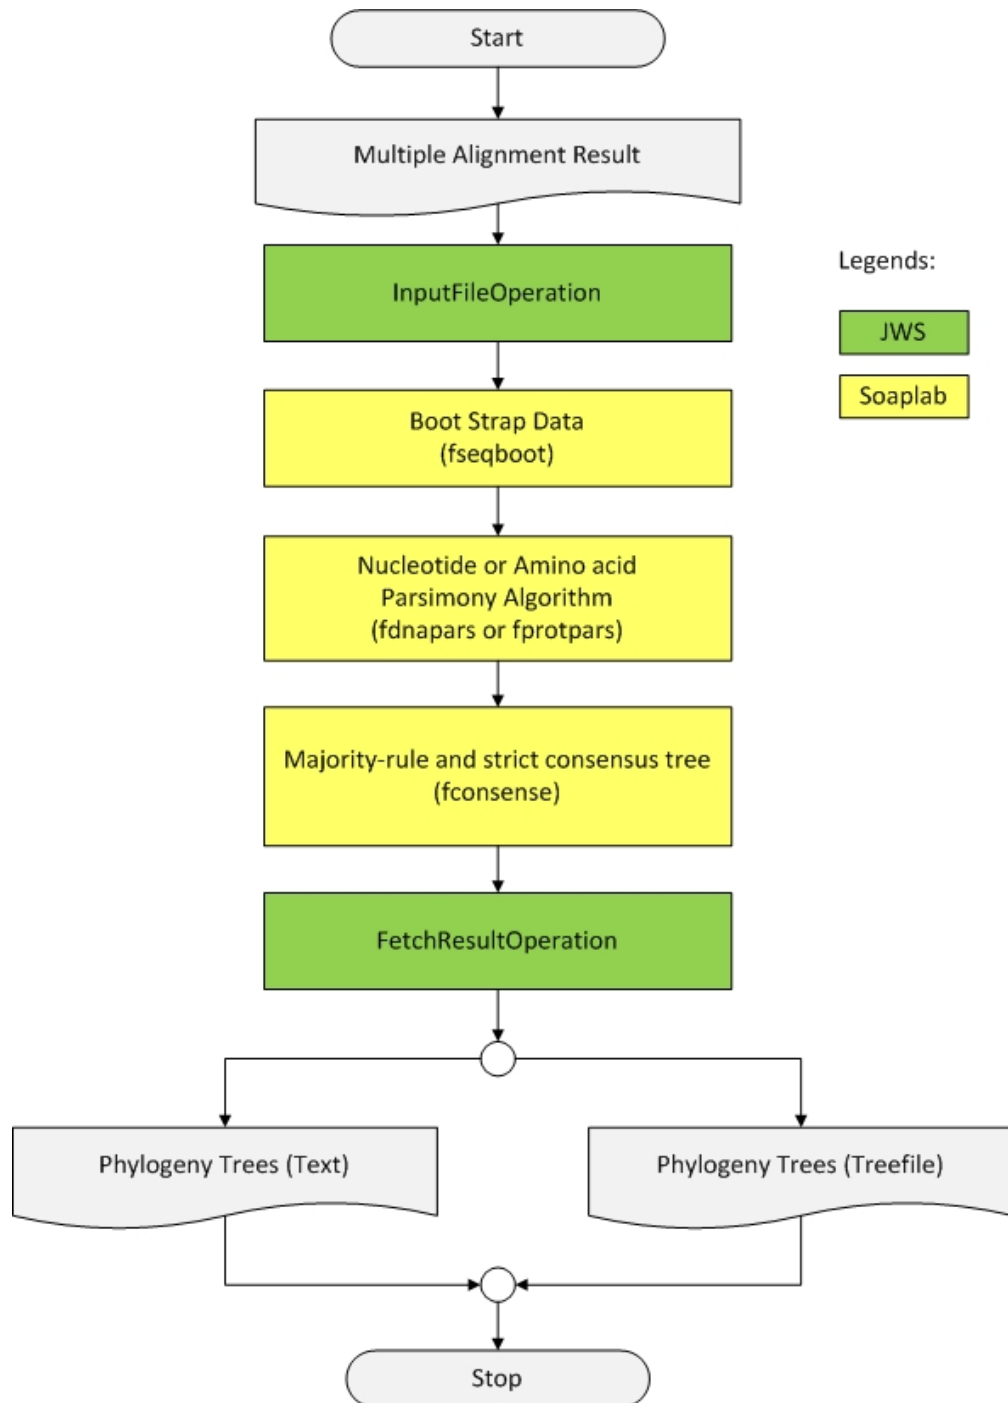 Start
Multiple Alignment Result
InputFileOperation
Legends:
JWS
Soaplab
Boot Strap Data
(fseqboot)
Nucleotide or Amino acid
Parsimony Algorithm
(fdnapars or fprotpars)
Majority-rule and strict consensus tree
(fconsense)
FetchResultOperation
Phylogeny Trees (Text)
Phylogeny Trees (Treefile)
Stop